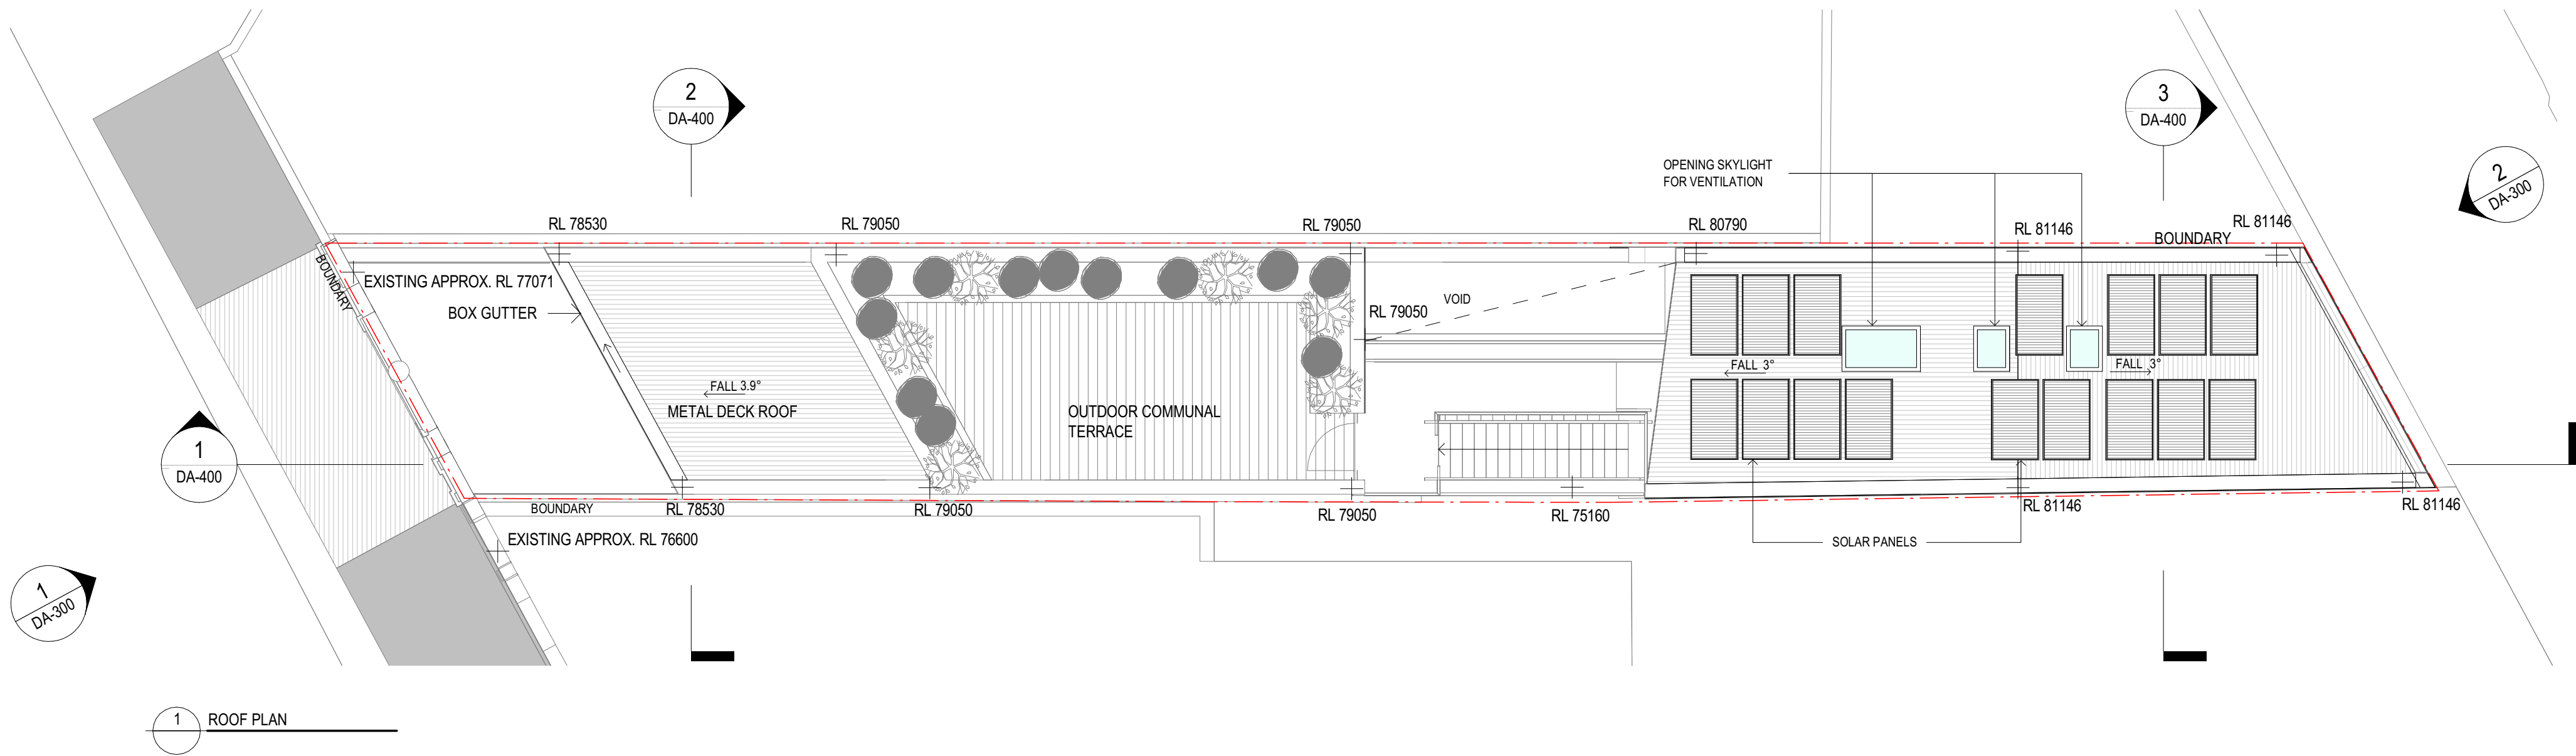 2
DA-400
3
DA-400
2
DA-300
OPENING SKYLIGHT
FOR VENTILATION
RL 78530
RL 79050
RL 79050
RL 80790
RL 81146
RL 81146
BOUNDARY
BOUNDARY
EXISTING APPROX. RL 77071
BOX GUTTER
RL 79050
VOID
FALL 3.9°
METAL DECK ROOF
OUTDOOR COMMUNAL
TERRACE
FALL 3°
FALL 3°
1
DA-400
BOUNDARY
RL 78530
RL 79050
RL 79050
RL 75160
RL 81146
RL 81146
EXISTING APPROX. RL 76600
SOLAR PANELS
1
DA-300
1
ROOF PLAN